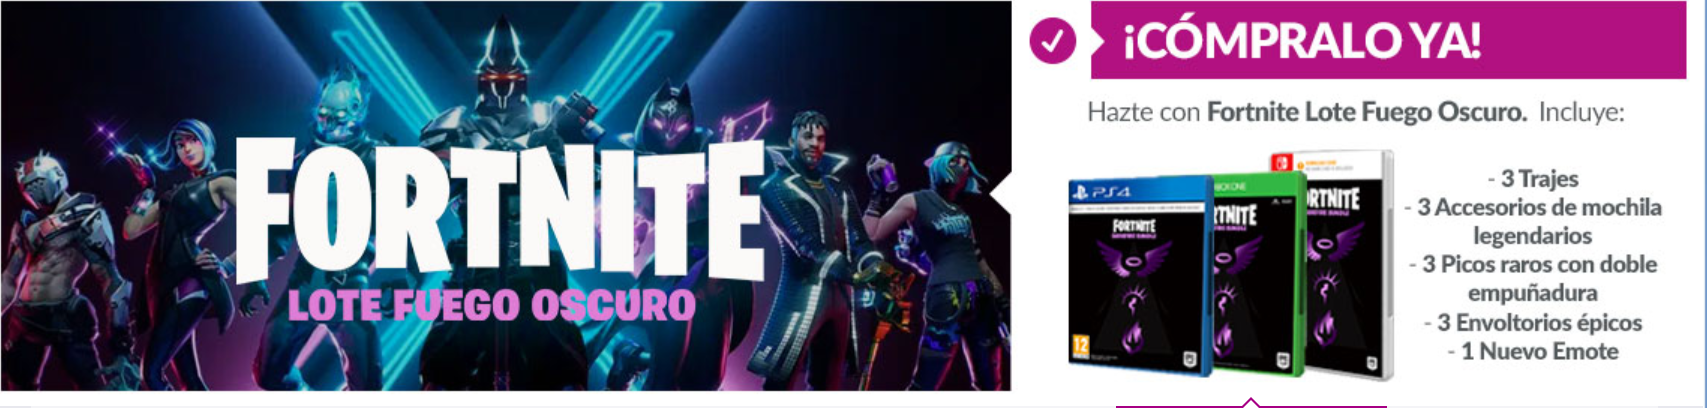 FORTNITE
LOTE FUEGO OSCURO
¡CÓMPRALO YA!
Hazte con Fortnite Lote Fuego Oscuro. Incluye:
PS4
FORTNITE
12
XBOX ONE
RTNITE
ORTNITE
- 3 Trajes
- 3 Accesorios de mochila
legendarios
- 3 Picos raros con doble
empuñadura
- 3 Envoltorios épicos
- 1 Nuevo Emote